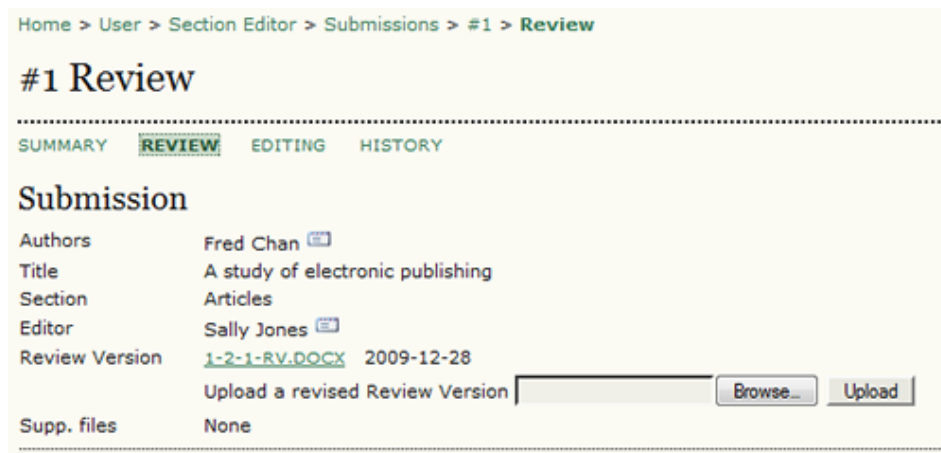 Home > User > Section Editor > Submissions > #1 > Review
#1 Review
SUMMARY REVIEW EDITING HISTORY
Submission
Authors Fred Chan
Title A study of electronic publishing
Section Articles
Editor Sally Jones
Review Version 1-2-1-RV.DOCX 2009-12-28
Upload a revised Review Version Browse... Upload
Supp. files None